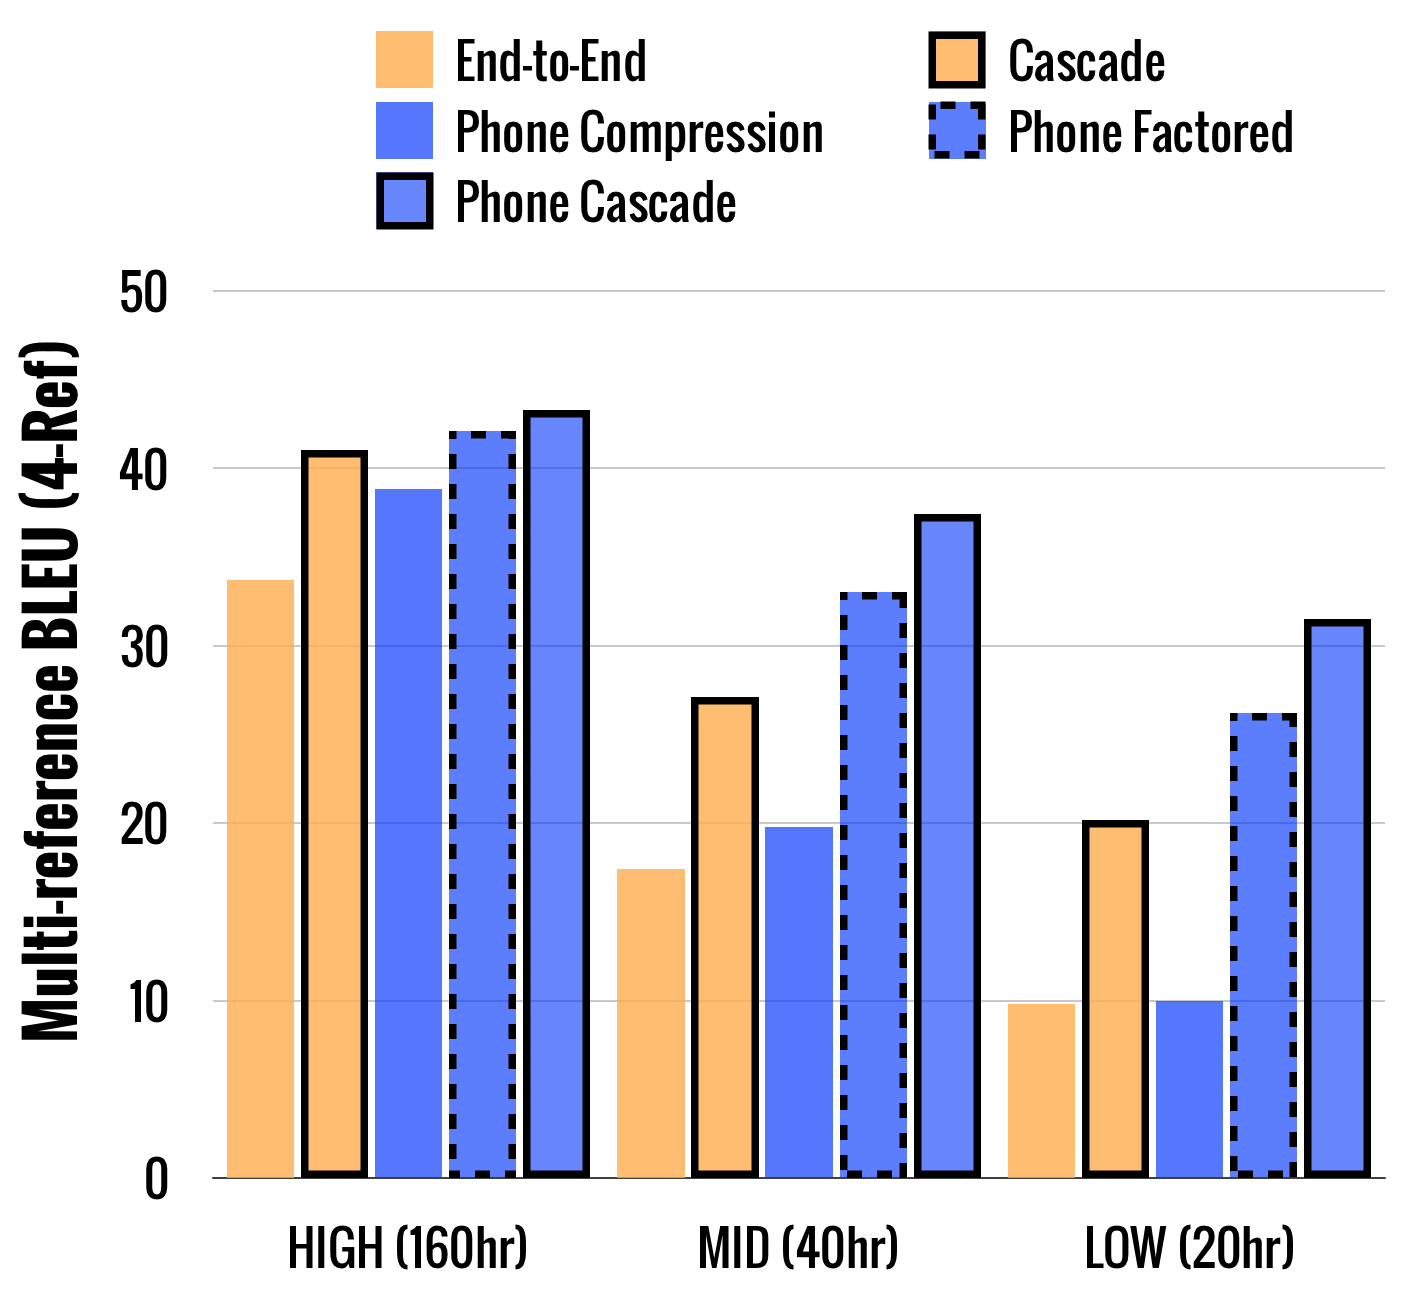 End-to-End
Cascade
Phone Compression
Phone Factored
Phone Cascade
Multi-reference BLEU (4-Ref)
50
40
30
20
10
0
HIGH (160hr)
MID (40hr)
LOW (20hr)